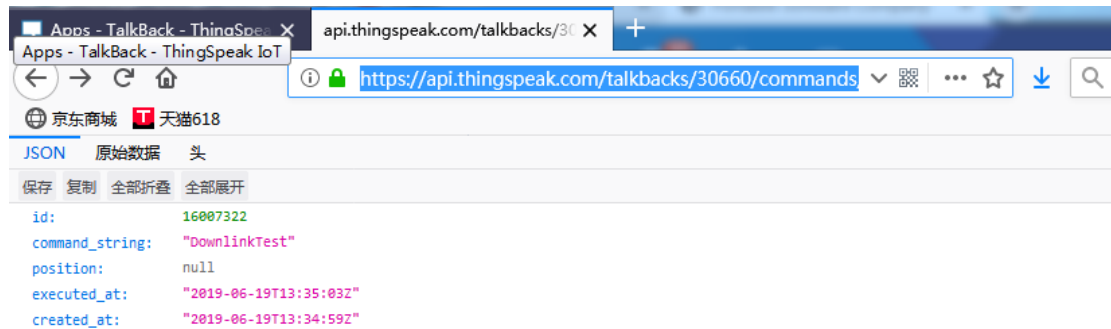 Apps - TalkBack - ThingSpea
api.thingspeak.com/talkbacks/30
Apps - TalkBack - ThingSpeak IoT
https://api.thingspeak.com/talkbacks/30660/commands
京东商城 T 天猫618
JSON 原始数据 头
保存 复制 全部折叠 全部展开
id: 16007322
command_string: "DownlinkTest"
position: null
executed_at: "2019-06-19T13:35:03Z"
created_at: "2019-06-19T13:34:59Z"